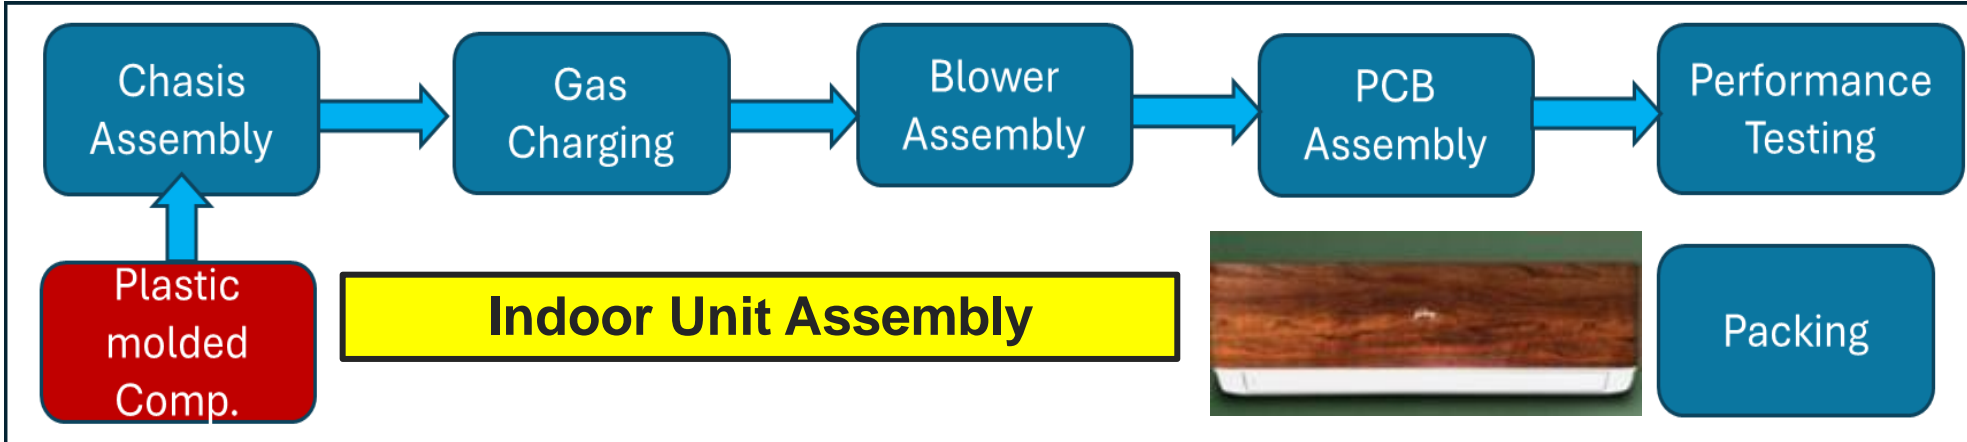 Chasis
Assembly
Gas
Charging
Blower
Assembly
PCB
Assembly
Performance
Testing
Plastic
molded
Comp.
Indoor Unit Assembly
Packing